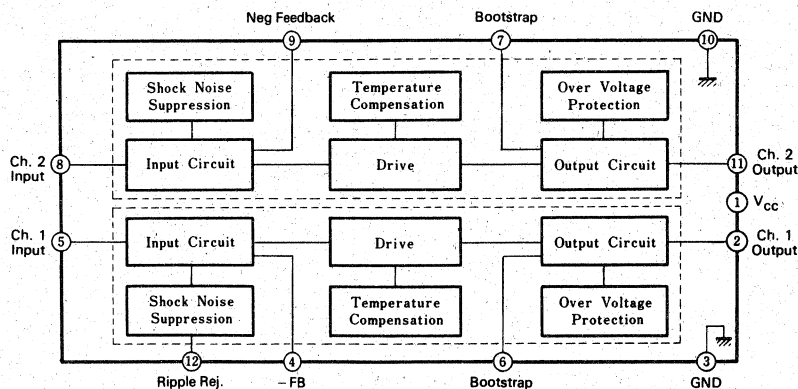 Neg Feedback
Bootstrap
GND
9
7
10
Shock Noise
Suppression
Temperature
Compensation
Over Voltage
Protection
Ch. 2
Input
8
Input Circuit
Drive
Output Circuit
11
Ch. 2
Output
1
Vcc
Ch. 1
Input
5
Input Circuit
Drive
Output Circuit
2
Ch. 1
Output
Shock Noise
Suppression
Temperature
Compensation
Over Voltage
Protection
12
4
6
3
Ripple Rej.
– FB
Bootstrap
GND